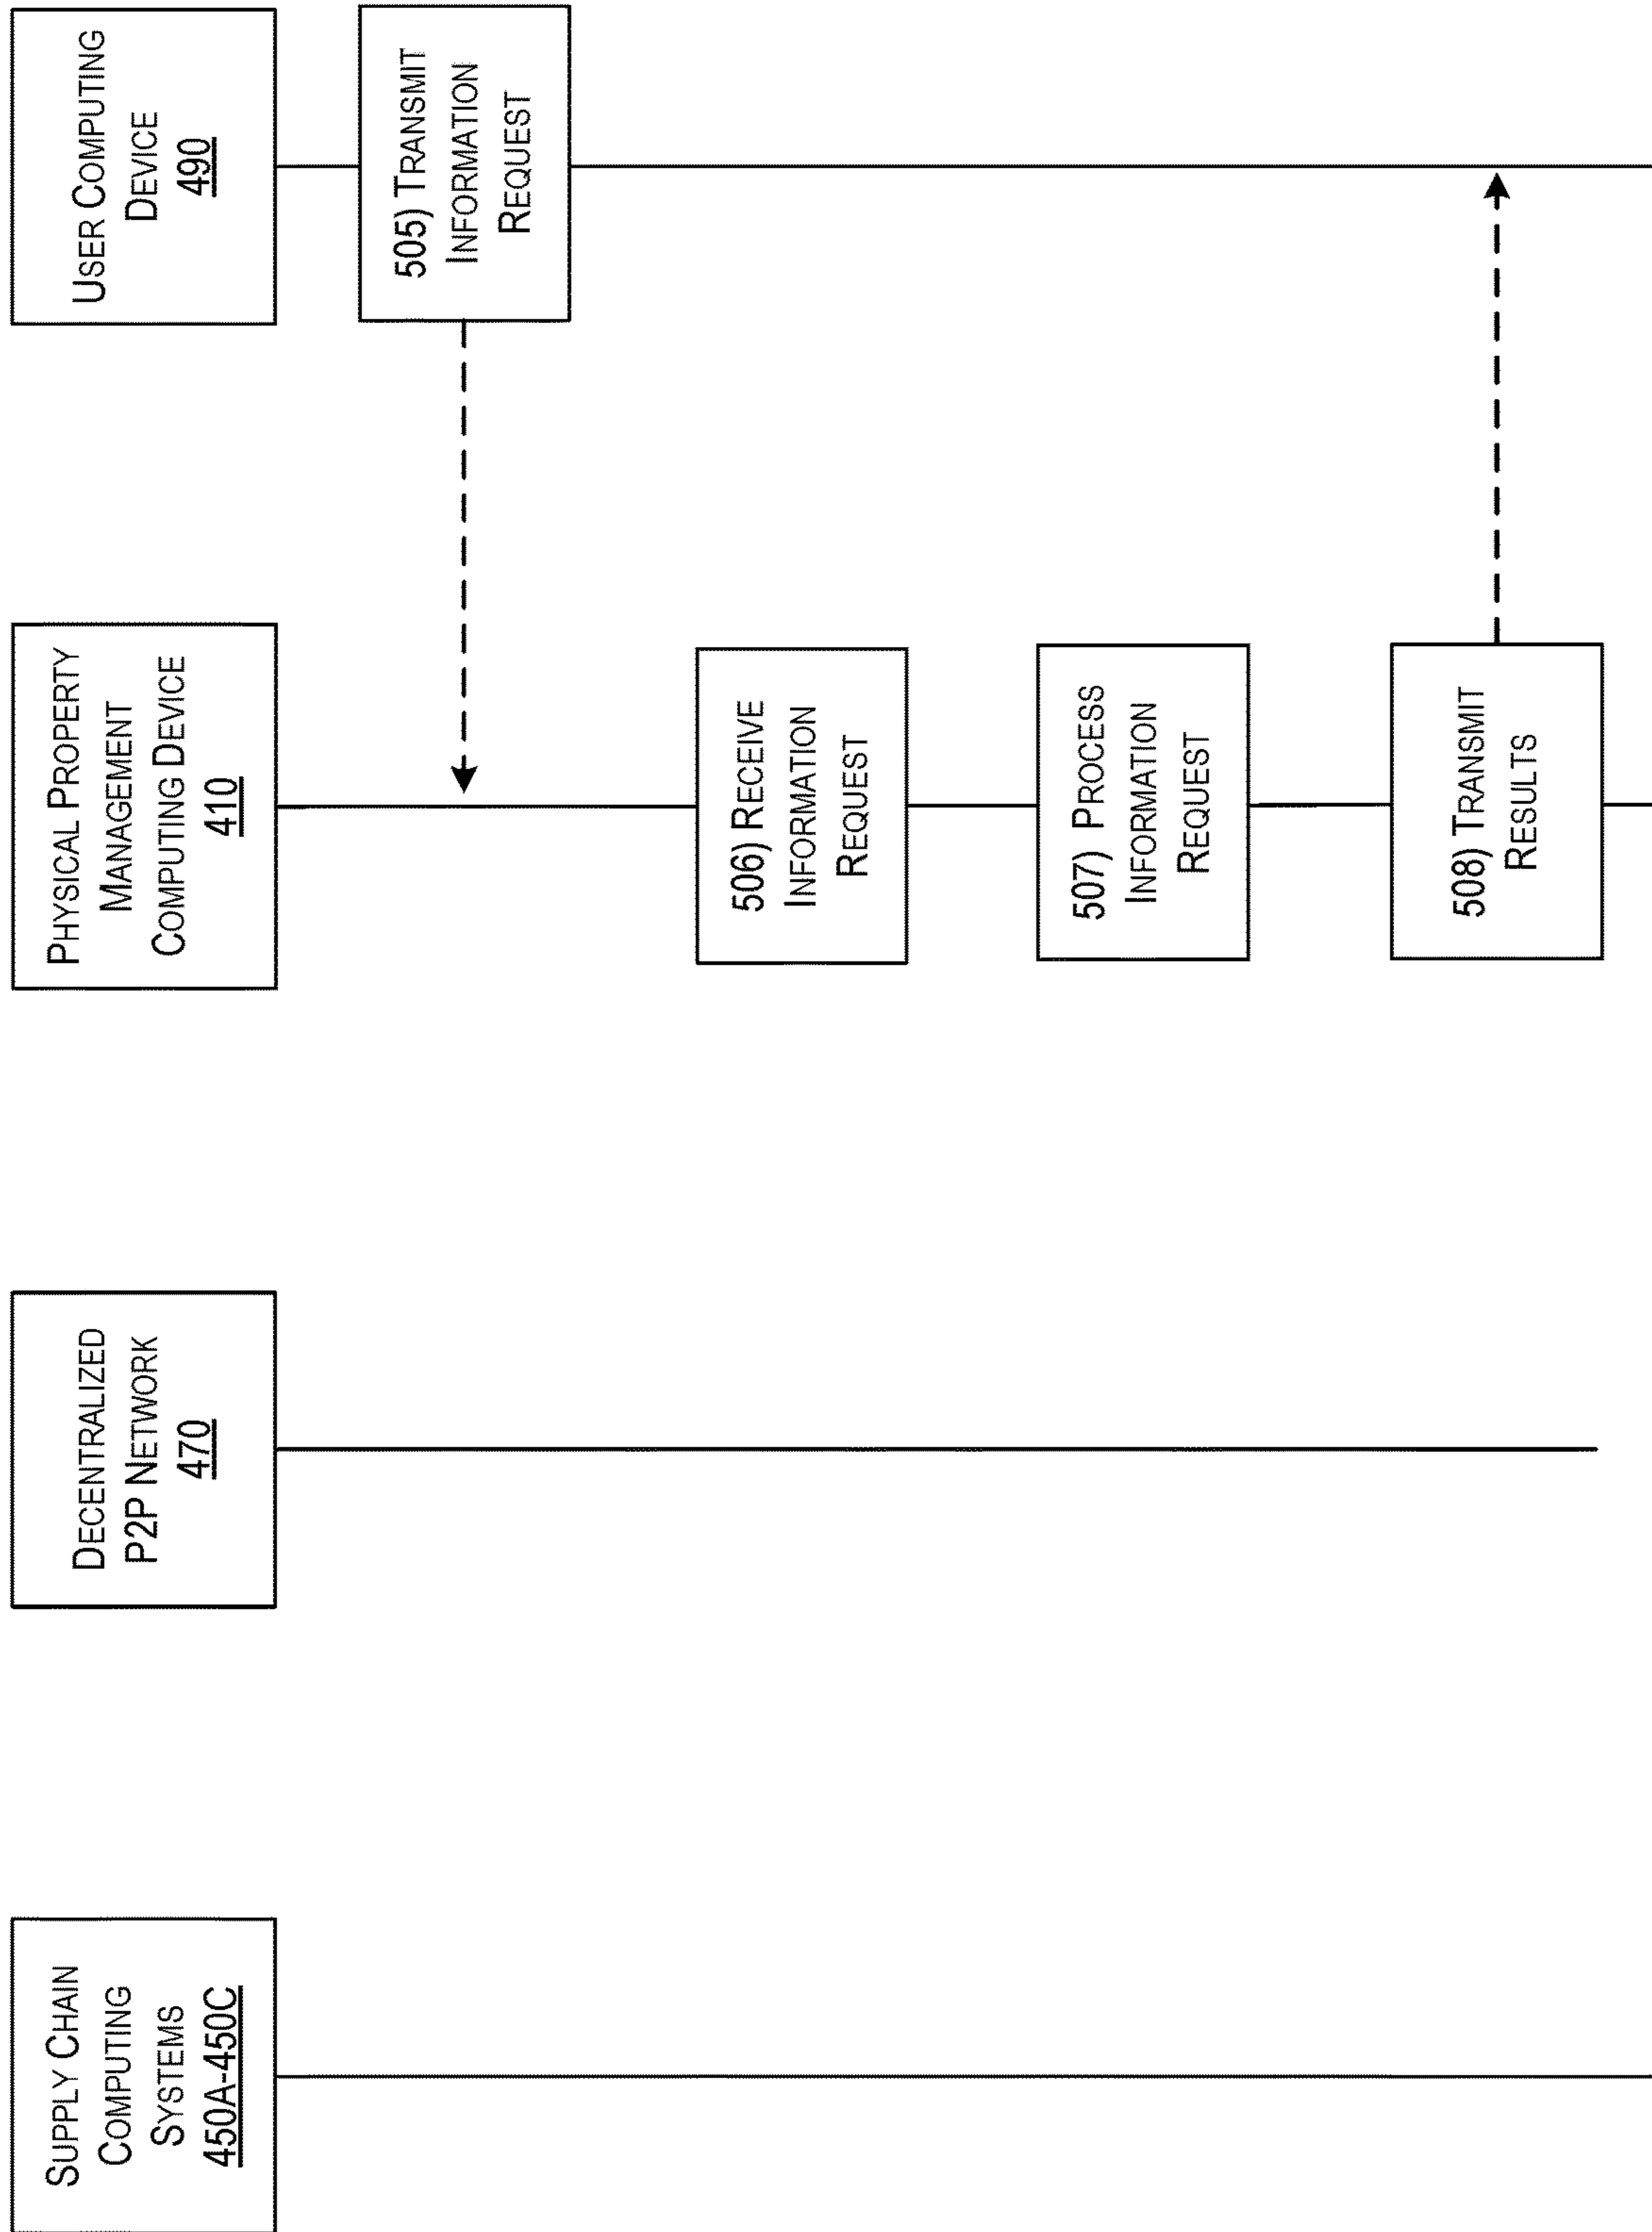 SUPPLY CHAIN
COMPUTING
SYSTEMS
450A-450C
DECENTRALIZED
P2P NETWORK
470
PHYSICAL PROPERTY
MANAGEMENT
COMPUTING DEVICE
410
USER COMPUTING
DEVICE
490
505) TRANSMIT
INFORMATION
REQUEST
506) RECEIVE
INFORMATION
REQUEST
507) PROCESS
INFORMATION
REQUEST
508) TRANSMIT
RESULTS